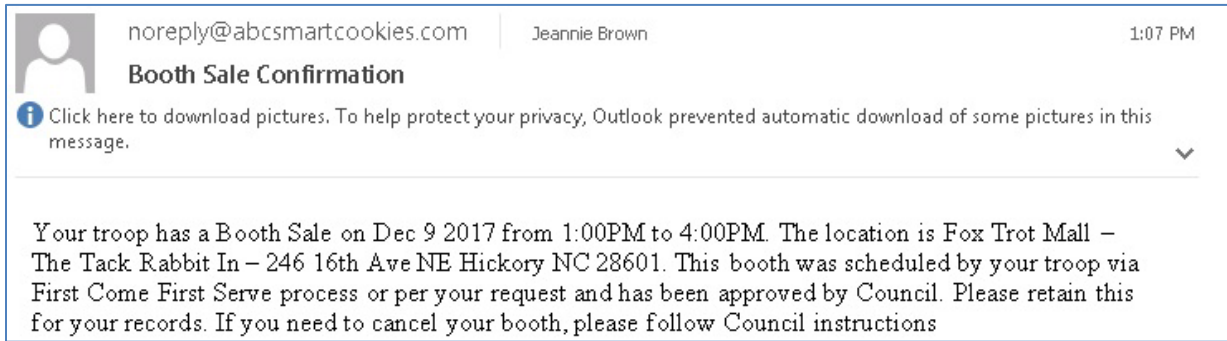 noreply@abcsmartcookies.com Jeannie Brown 1:07 PM
Booth Sale Confirmation
Click here to download pictures. To help protect your privacy, Outlook prevented automatic download of some pictures in this
message.
Your troop has a Booth Sale on Dec 9 2017 from 1:00PM to 4:00PM. The location is Fox Trot Mall –
The Tack Rabbit In – 246 16th Ave NE Hickory NC 28601. This booth was scheduled by your troop via
First Come First Serve process or per your request and has been approved by Council. Please retain this
for your records. If you need to cancel your booth, please follow Council instructions